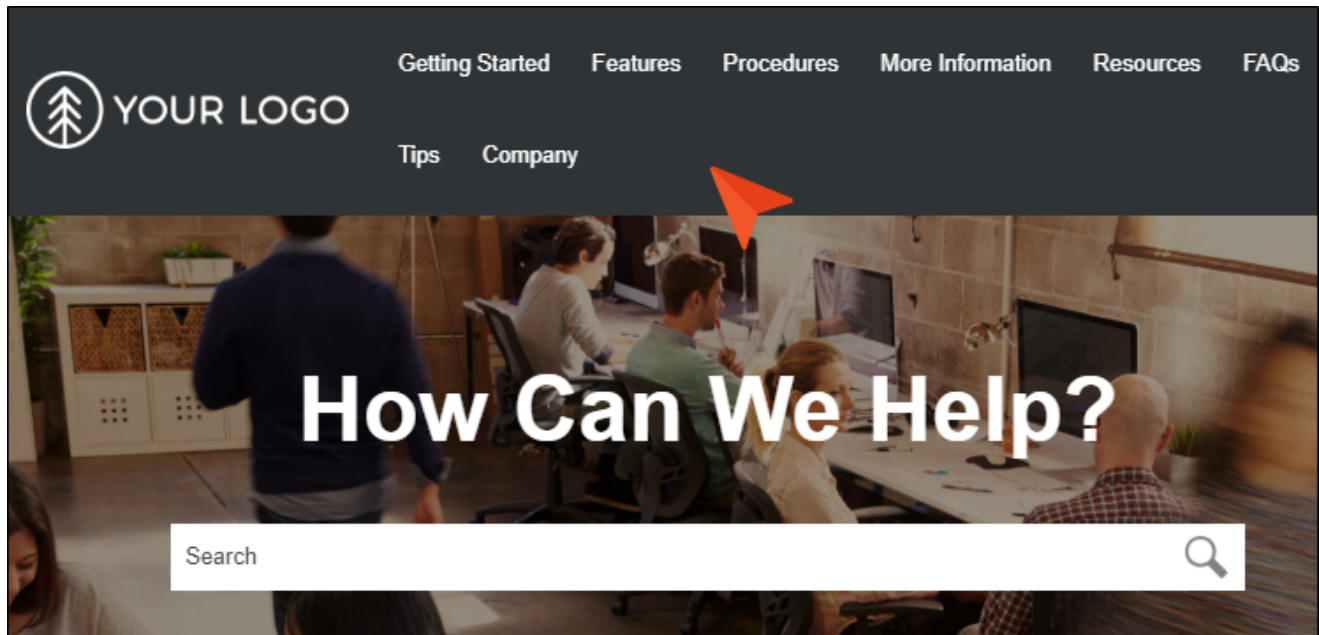 YOUR LOGO
Getting Started Features Procedures More Information Resources FAQs
Tips Company
How Can We Help?
Search